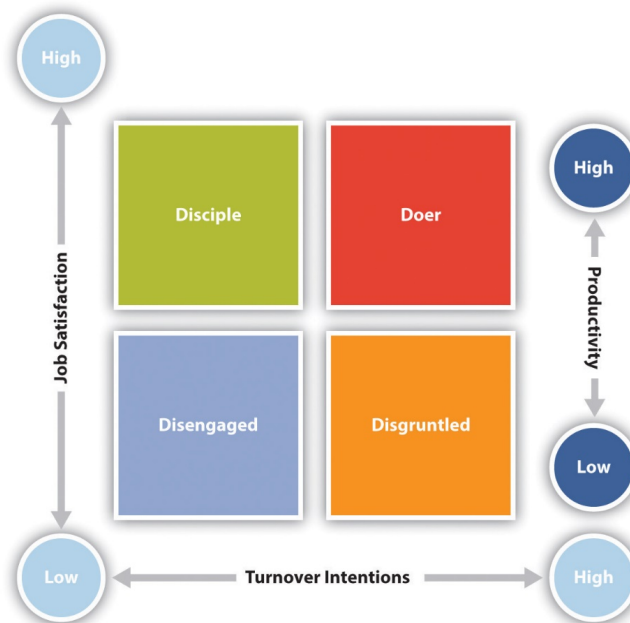 High
High
Disciple
Doer
Job Satisfaction
Productivity
Disengaged
Disgruntled
Low
Low
Turnover Intentions
High